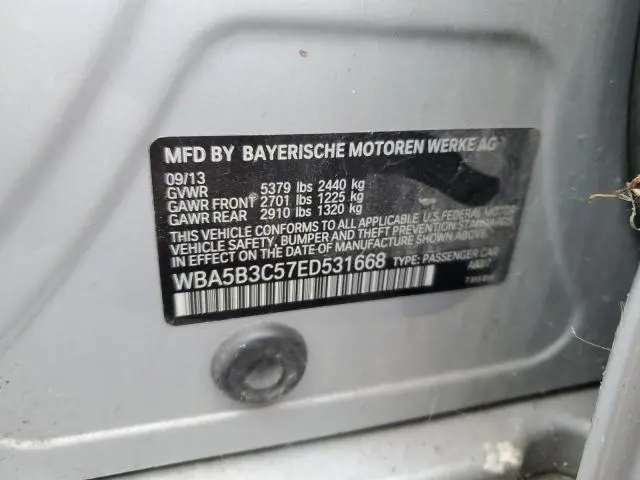 MFD BY BAYERISCHE MOTOREN WERKE AG
09/13
GVWR 5379 lbs 2440 kg
GAWR FRONT 2701 lbs 1225 kg
GAWR REAR 2910 lbs 1320 kg
THIS VEHICLE CONFORMS TO ALL APPLICABLE U.S. FEDERAL MOTOR
VEHICLE SAFETY, BUMPER, AND THEFT PREVENTION STANDARDS
IN EFFECT ON THE DATE OF MANUFACTURE SHOWN ABOVE.
WBA5B3C57ED531668 TYPE: PASSENGER CAR